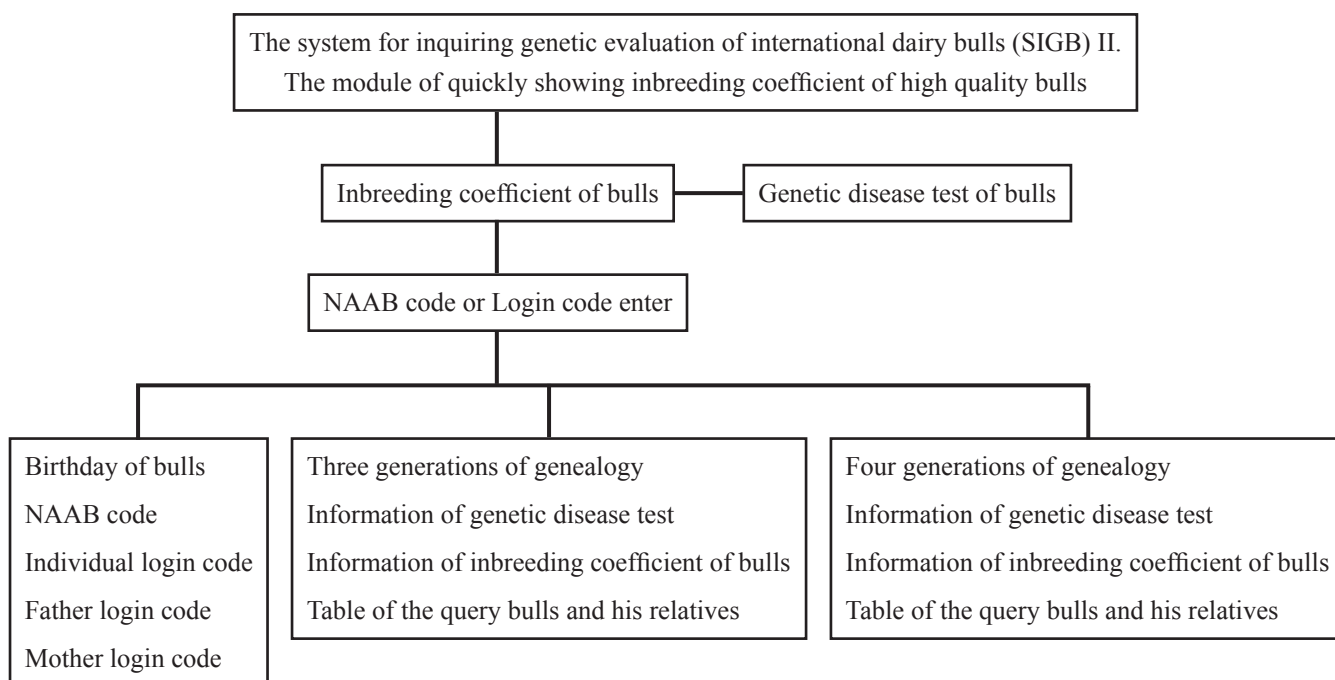 The system for inquiring genetic evaluation of international dairy bulls (SIGB) II.
The module of quickly showing inbreeding coefficient of high quality bulls
Inbreeding coefficient of bulls
Genetic disease test of bulls
NAAB code or Login code enter
Birthday of bulls
NAAB code
Individual login code
Father login code
Mother login code
Three generations of genealogy
Information of genetic disease test
Information of inbreeding coefficient of bulls
Table of the query bulls and his relatives
Four generations of genealogy
Information of genetic disease test
Information of inbreeding coefficient of bulls
Table of the query bulls and his relatives